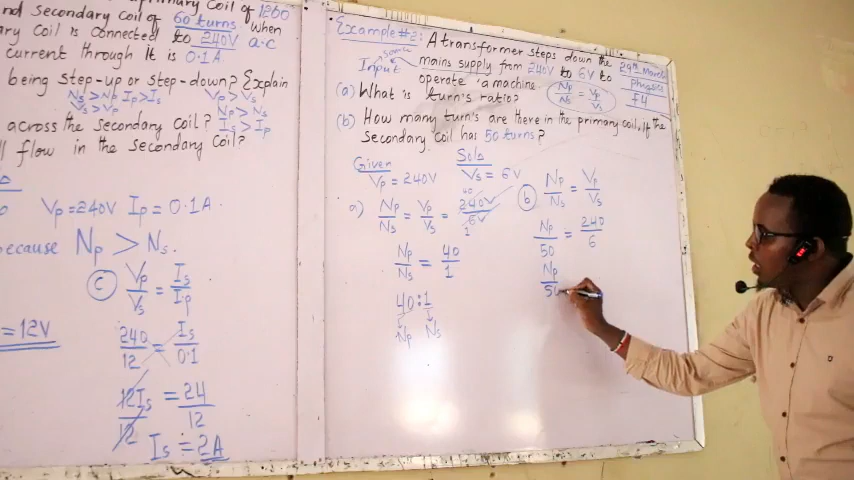 nd Secondary coil of 60 turns when
ry coil is connected to 240V a.c
current through it is 0.1A
being step-up or step-down? Explain
Ns > Np Ip > Is Vp > Vs
Vs > Vp Np > Ns
across the secondary coil? Is > Ip
flow in the secondary coil?
Vp = 240V Ip = 0.1A
ecause Np > Ns.
C Vp/Vs = Is/Ip
= 12V
240/12 = Is/0.1
12Is/12 = 24/12
Is = 2A
Example #2: A transformer steps down the
mains supply from 240V to 6V to
source
Input
operate a machine
29th March
Physics
F4
(a) What is turn's ratio? Np/Ns = Vp/Vs
(b) How many turn's are there in the primary coil, if the
secondary coil has 50 turns?
Given Soln
Vp = 240V Vs = 6V
a) Np/Ns = Vp/Vs = 240V/6V
40
1
Np/Ns = 40/1
40:1
Np Ns
b Np/Ns = Vp/Vs
Np/50 = 240/6
Np/50